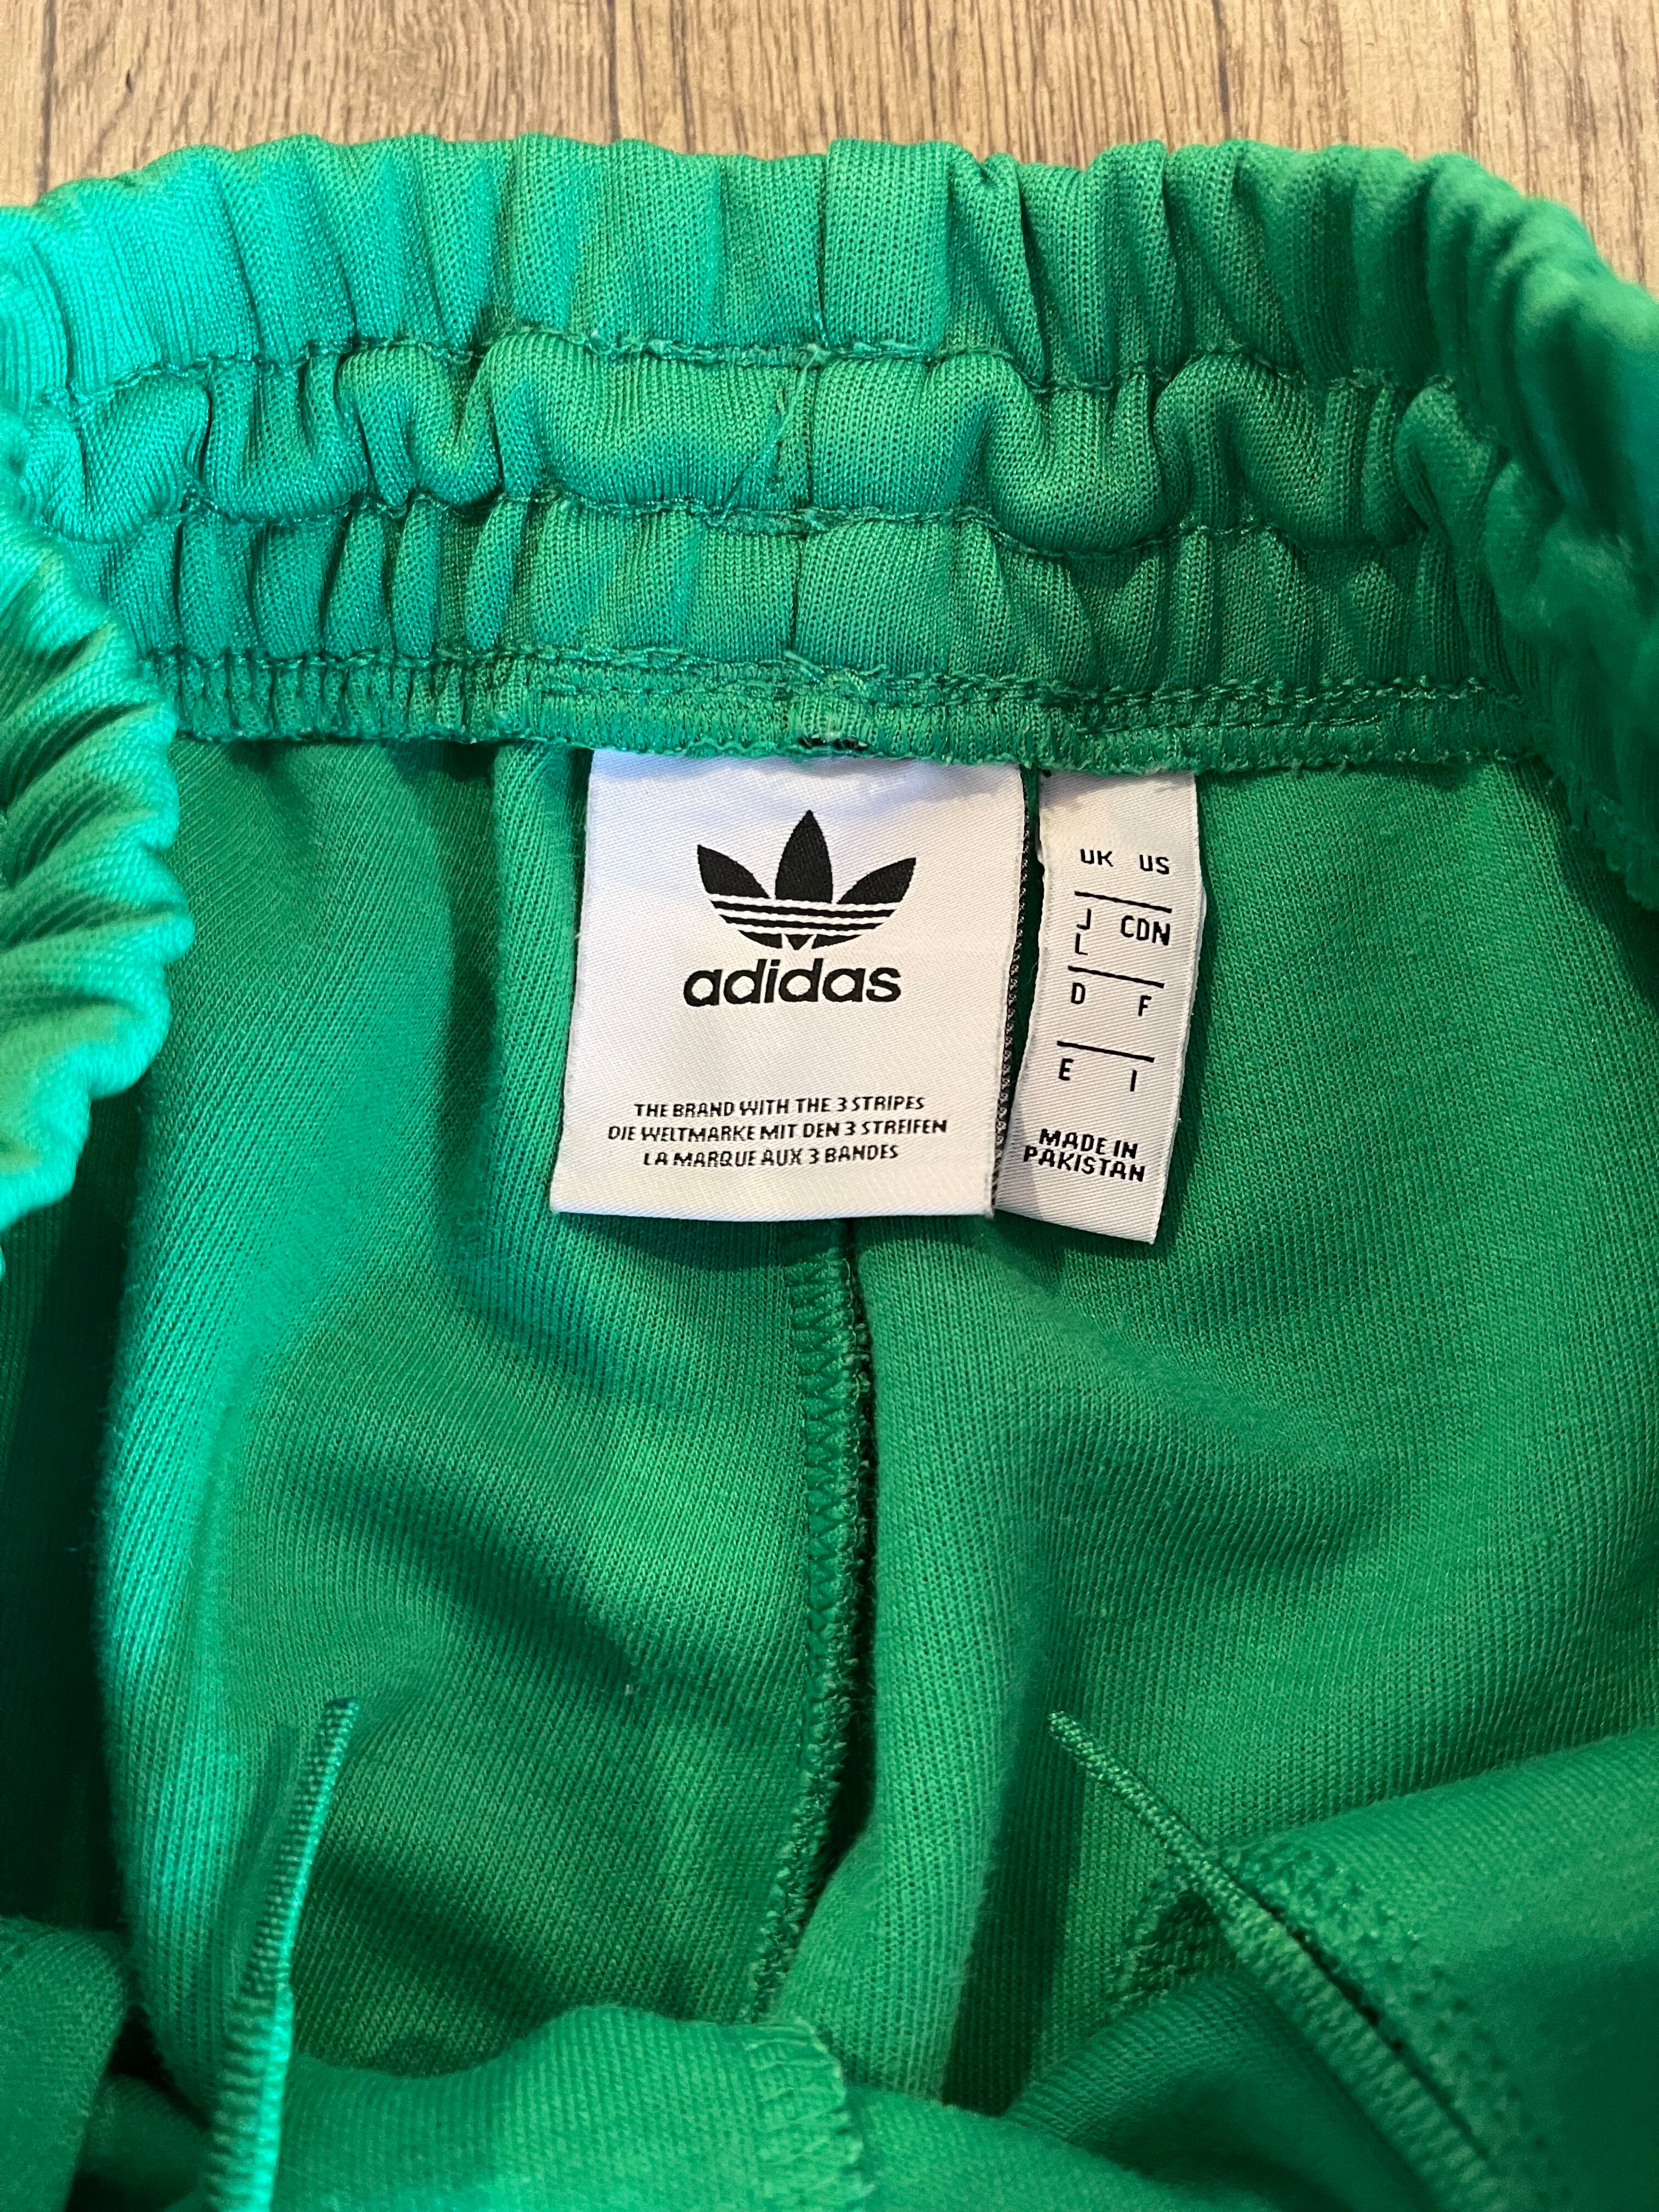 adidas
THE BRAND WITH THE 3 STRIPES
DIE WELTMARKE MIT DEN 3 STREIFEN
LA MARQUE AUX 3 BANDES
UK US
J CDN
L
D F
E I
MADE IN
PAKISTAN